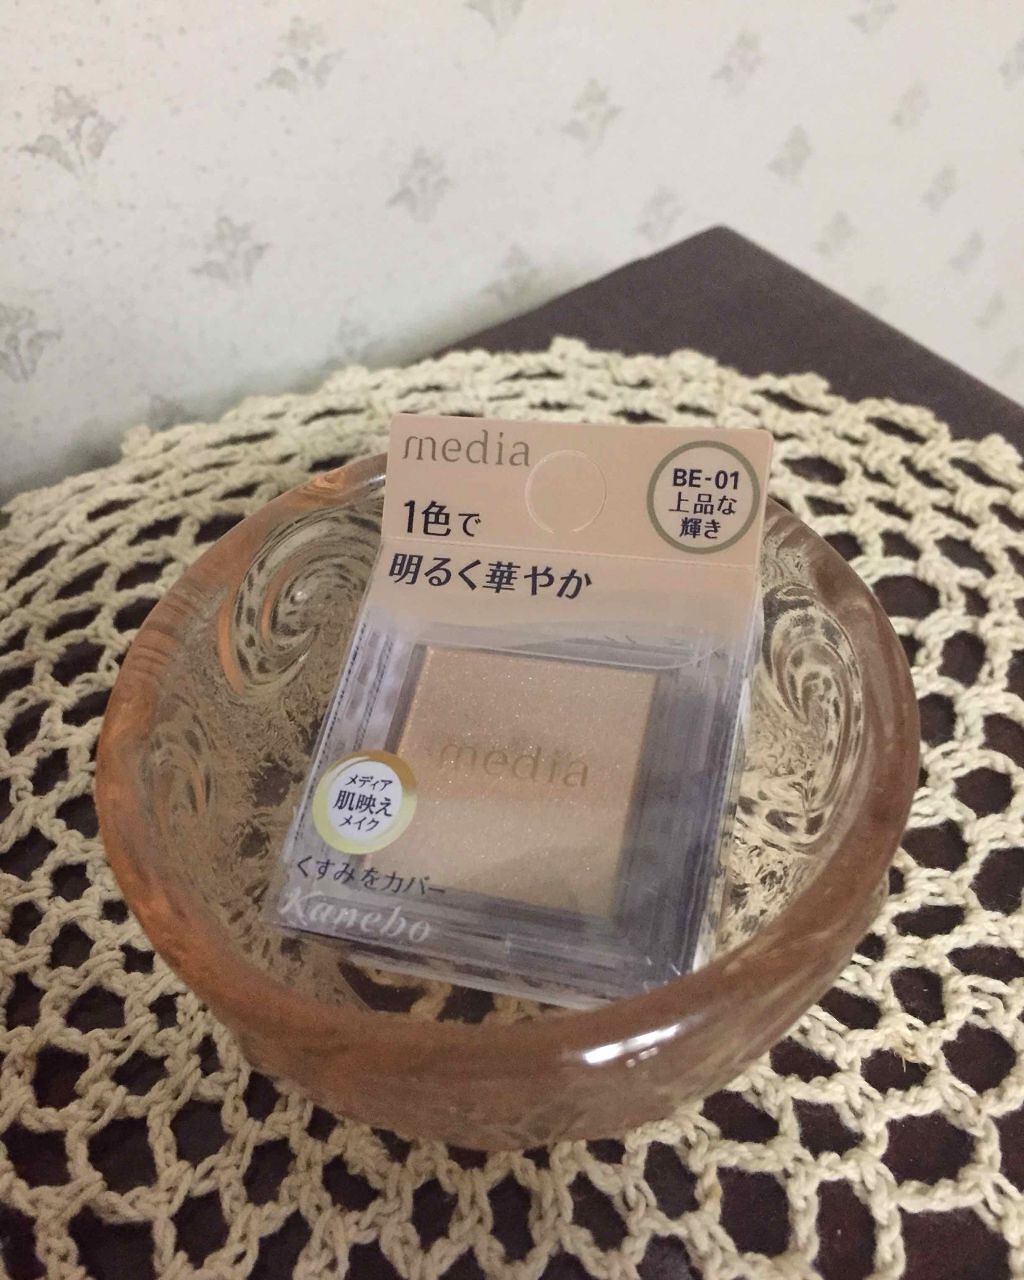 media
BE-01
上品な
輝き
1色で
明るく華やか
media
メディア
肌映え
メイク
くすみをカバー
Kanebo